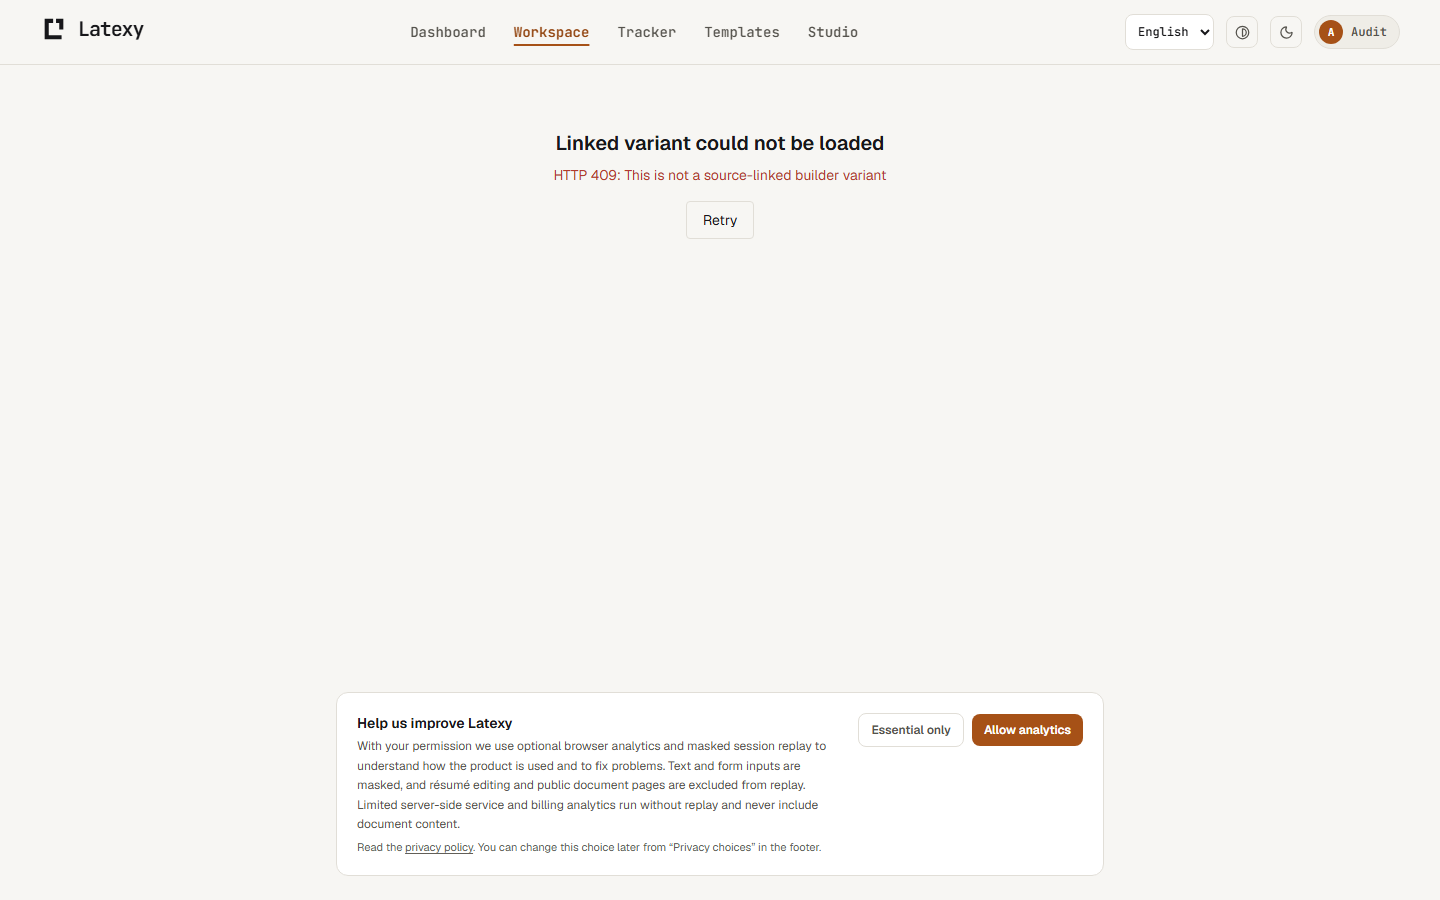 Latexy
Dashboard Workspace Tracker Templates Studio
English
A Audit
Linked variant could not be loaded
HTTP 409: This is not a source-linked builder variant
Retry
Help us improve Latexy
With your permission we use optional browser analytics and masked session replay to
understand how the product is used and to fix problems. Text and form inputs are
masked, and résumé editing and public document pages are excluded from replay.
Limited server-side service and billing analytics run without replay and never include
document content.
Read the privacy policy. You can change this choice later from “Privacy choices” in the footer.
Essential only
Allow analytics